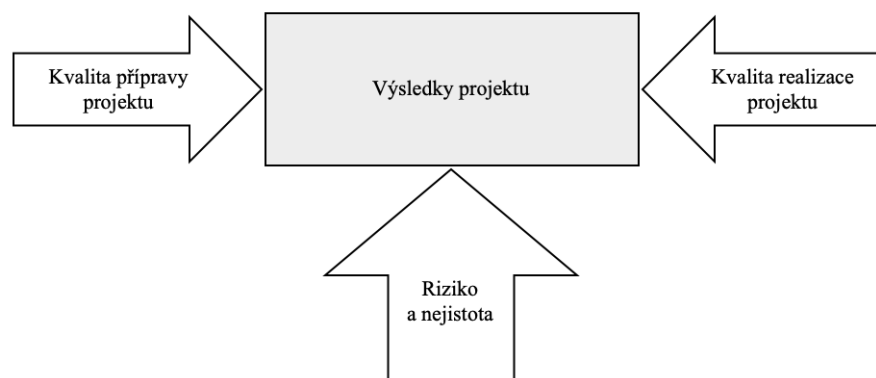 Kvalita přípravy
projektu
Výsledky projektu
Kvalita realizace
projektu
Riziko
a nejistota